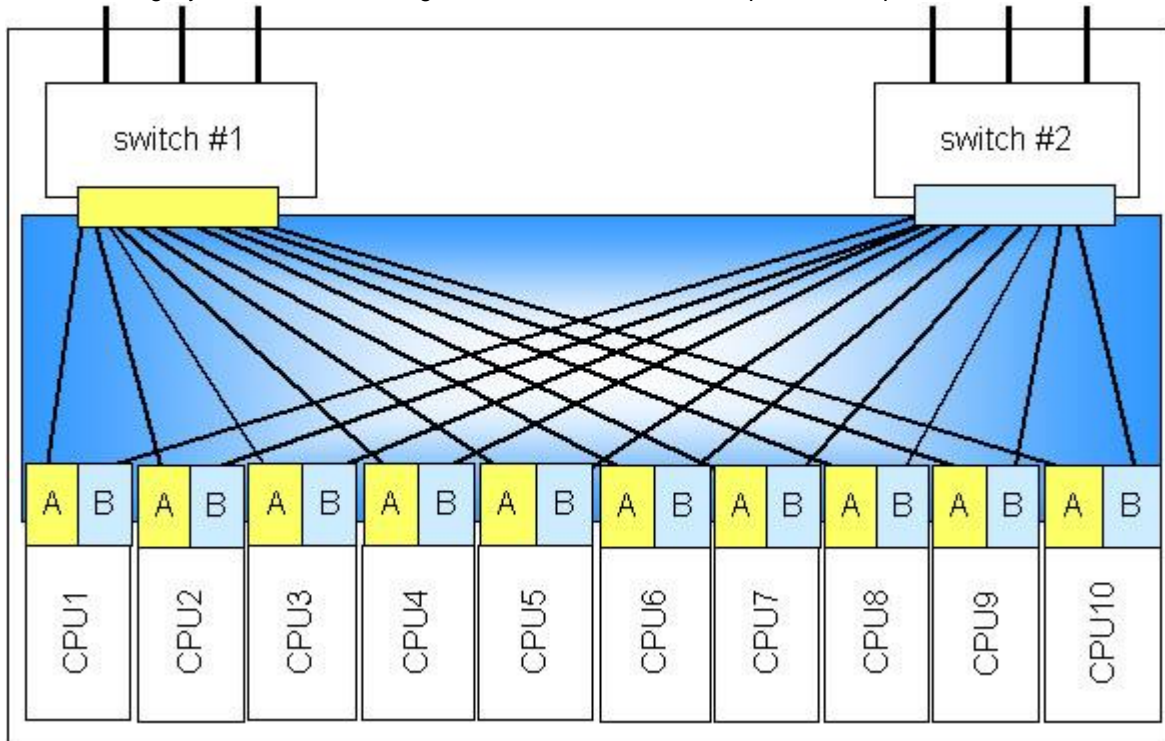 switch #1
switch #2
A B A B A B A B A B A B A B A B A B A B
CPU1 CPU2 CPU3 CPU4 CPU5 CPU6 CPU7 CPU8 CPU9 CPU10